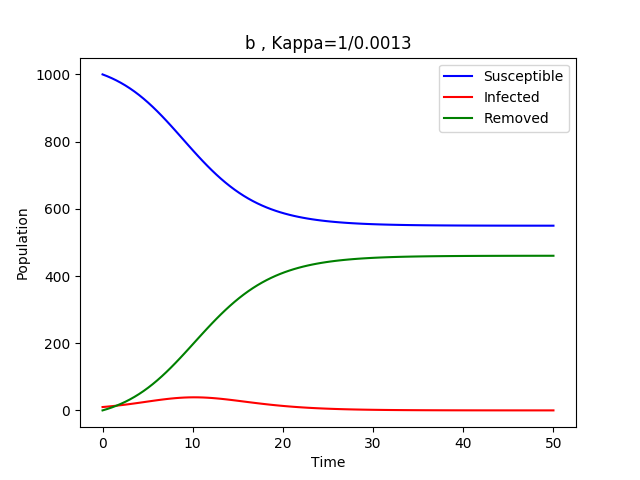 b , Kappa=1/0.0013
Susceptible
Infected
Removed
1000
800
600
400
200
0
Population
0 10 20 30 40 50
Time